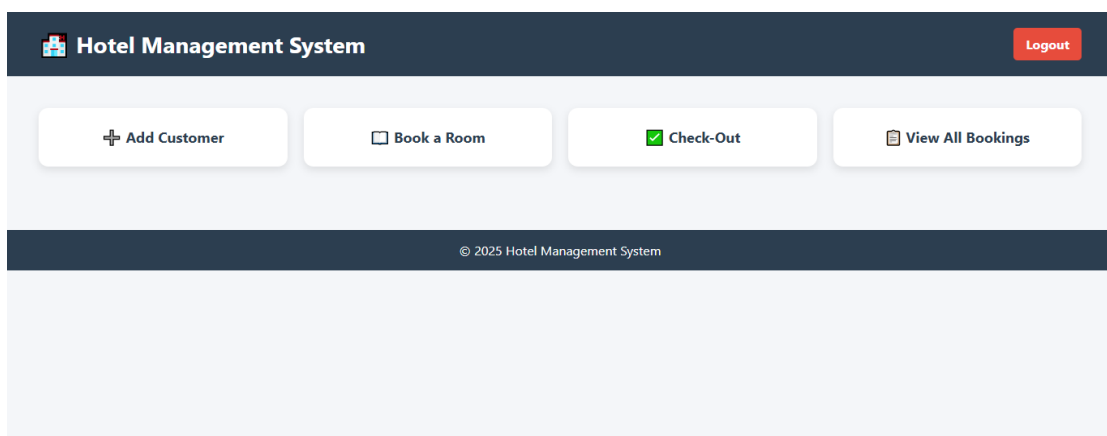 🏨 Hotel Management System
Logout
➕ Add Customer
📖 Book a Room
✅ Check-Out
📋 View All Bookings
© 2025 Hotel Management System